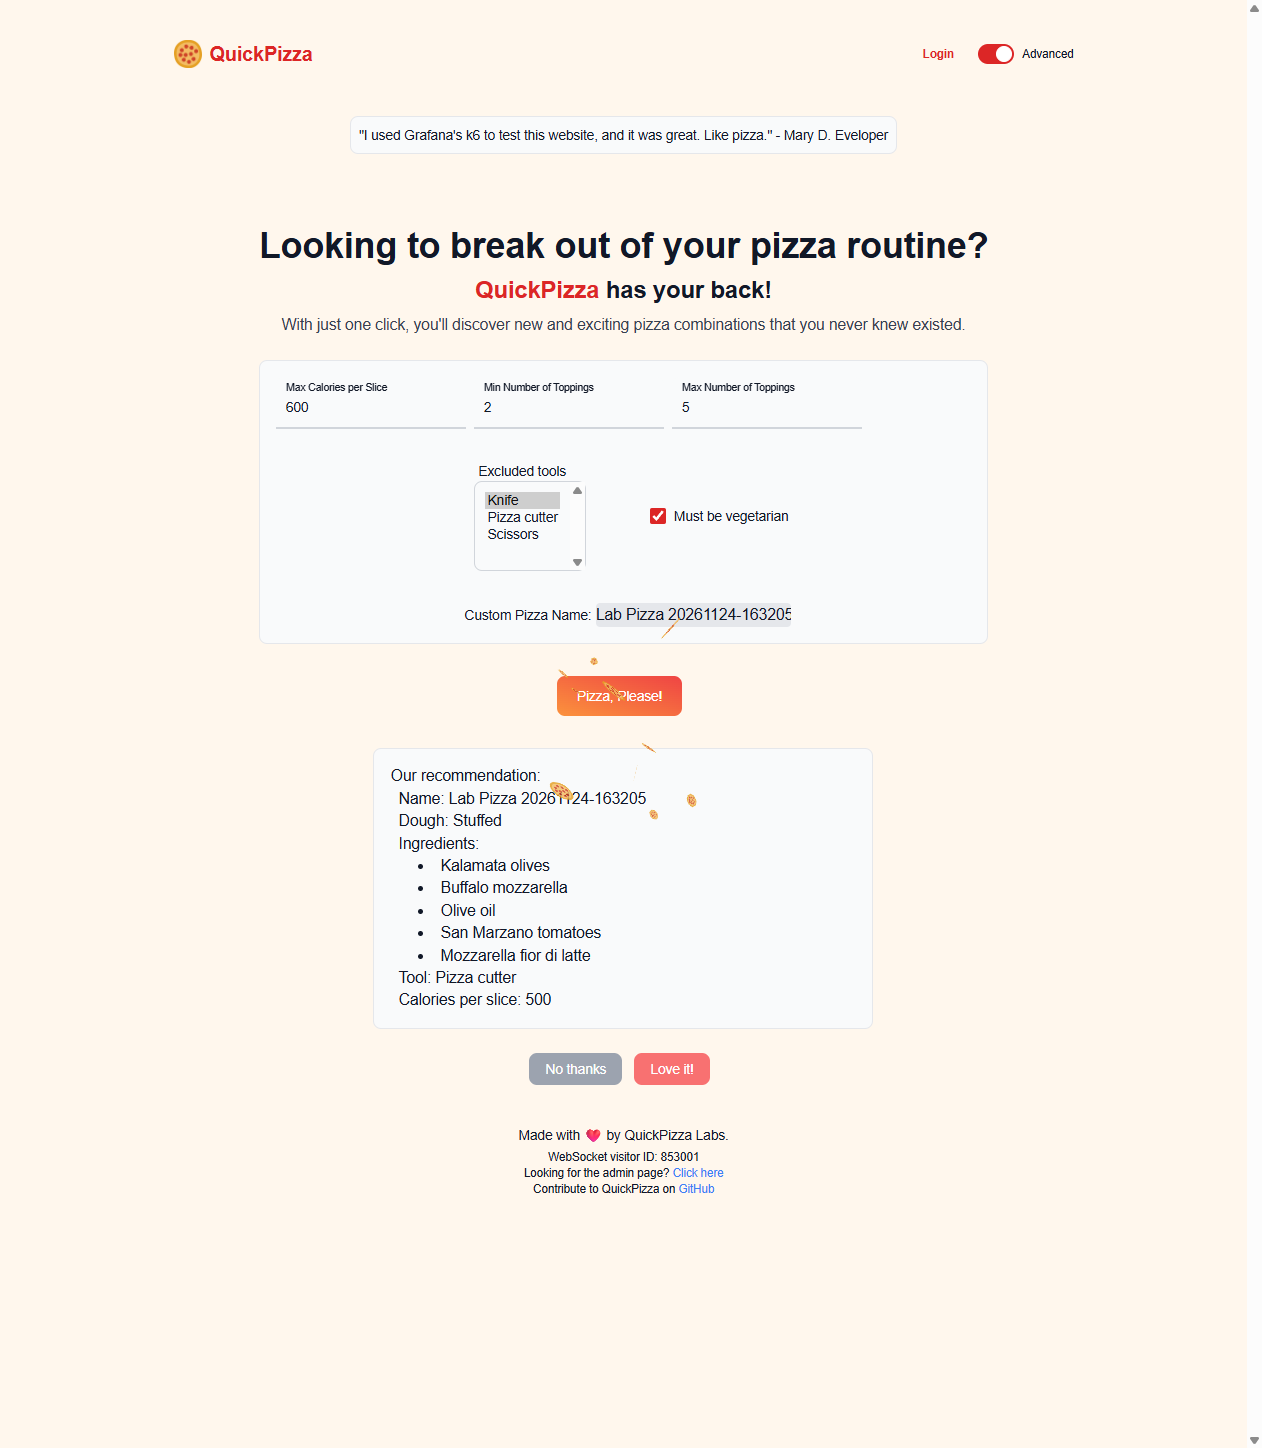 QuickPizza
Login
Advanced
"I used Grafana's k6 to test this website, and it was great. Like pizza." - Mary D. Eveloper
Looking to break out of your pizza routine?
QuickPizza has your back!
With just one click, you'll discover new and exciting pizza combinations that you never knew existed.
Max Calories per Slice
600
Min Number of Toppings
2
Max Number of Toppings
5
Excluded tools
Knife
Pizza cutter
Scissors
Must be vegetarian
Custom Pizza Name: Lab Pizza 20261124-163205
Pizza, Please!
Our recommendation:
Name: Lab Pizza 20261124-163205
Dough: Stuffed
Ingredients:
• Kalamata olives
• Buffalo mozzarella
• Olive oil
• San Marzano tomatoes
• Mozzarella fior di latte
Tool: Pizza cutter
Calories per slice: 500
No thanks
Love it!
Made with ❤️ by QuickPizza Labs.
WebSocket visitor ID: 853001
Looking for the admin page? Click here
Contribute to QuickPizza on GitHub